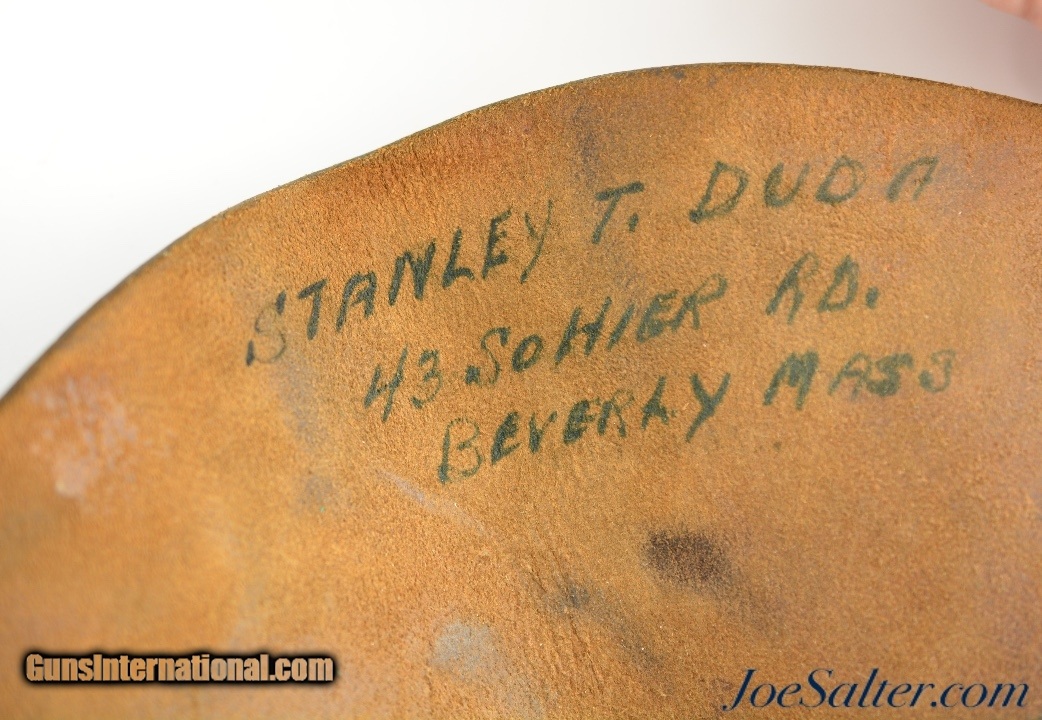 STANLEY T. DUDA
43 SOHIER RD.
BEVERLY MASS
GunsInternational.com
JoeSalter.com